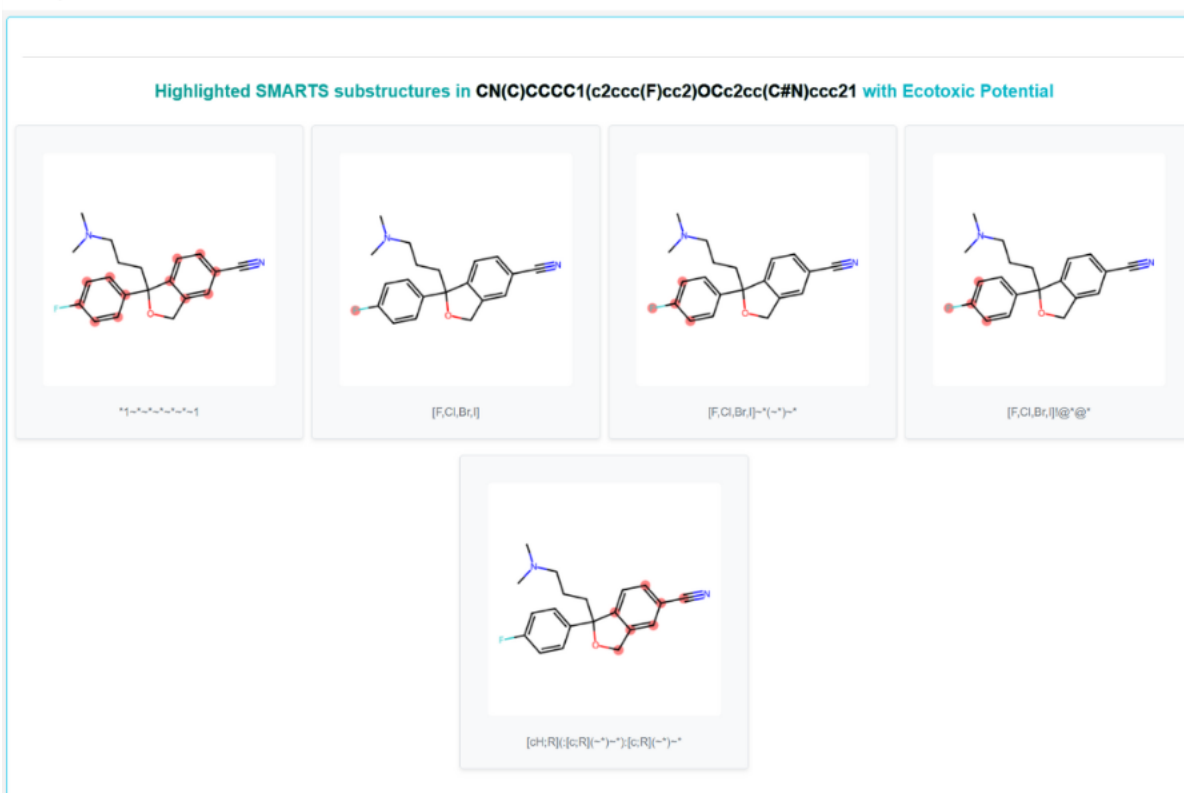 Highlighted SMARTS substructures in CN(C)CCCC1(c2ccc(F)cc2)OCc2cc(C#N)ccc21 with Ecotoxic Potential
N
F
O
N
*1~*~*~*~*~*~1
N
O
N
[F,Cl,Br,I]
N
O
N
[F,Cl,Br,I]~*(~*)~*
N
O
N
[F,Cl,Br,I]!@*@*
N
F
O
N
[cH;R](:[c;R](~*)~*):[c;R](~*)~*